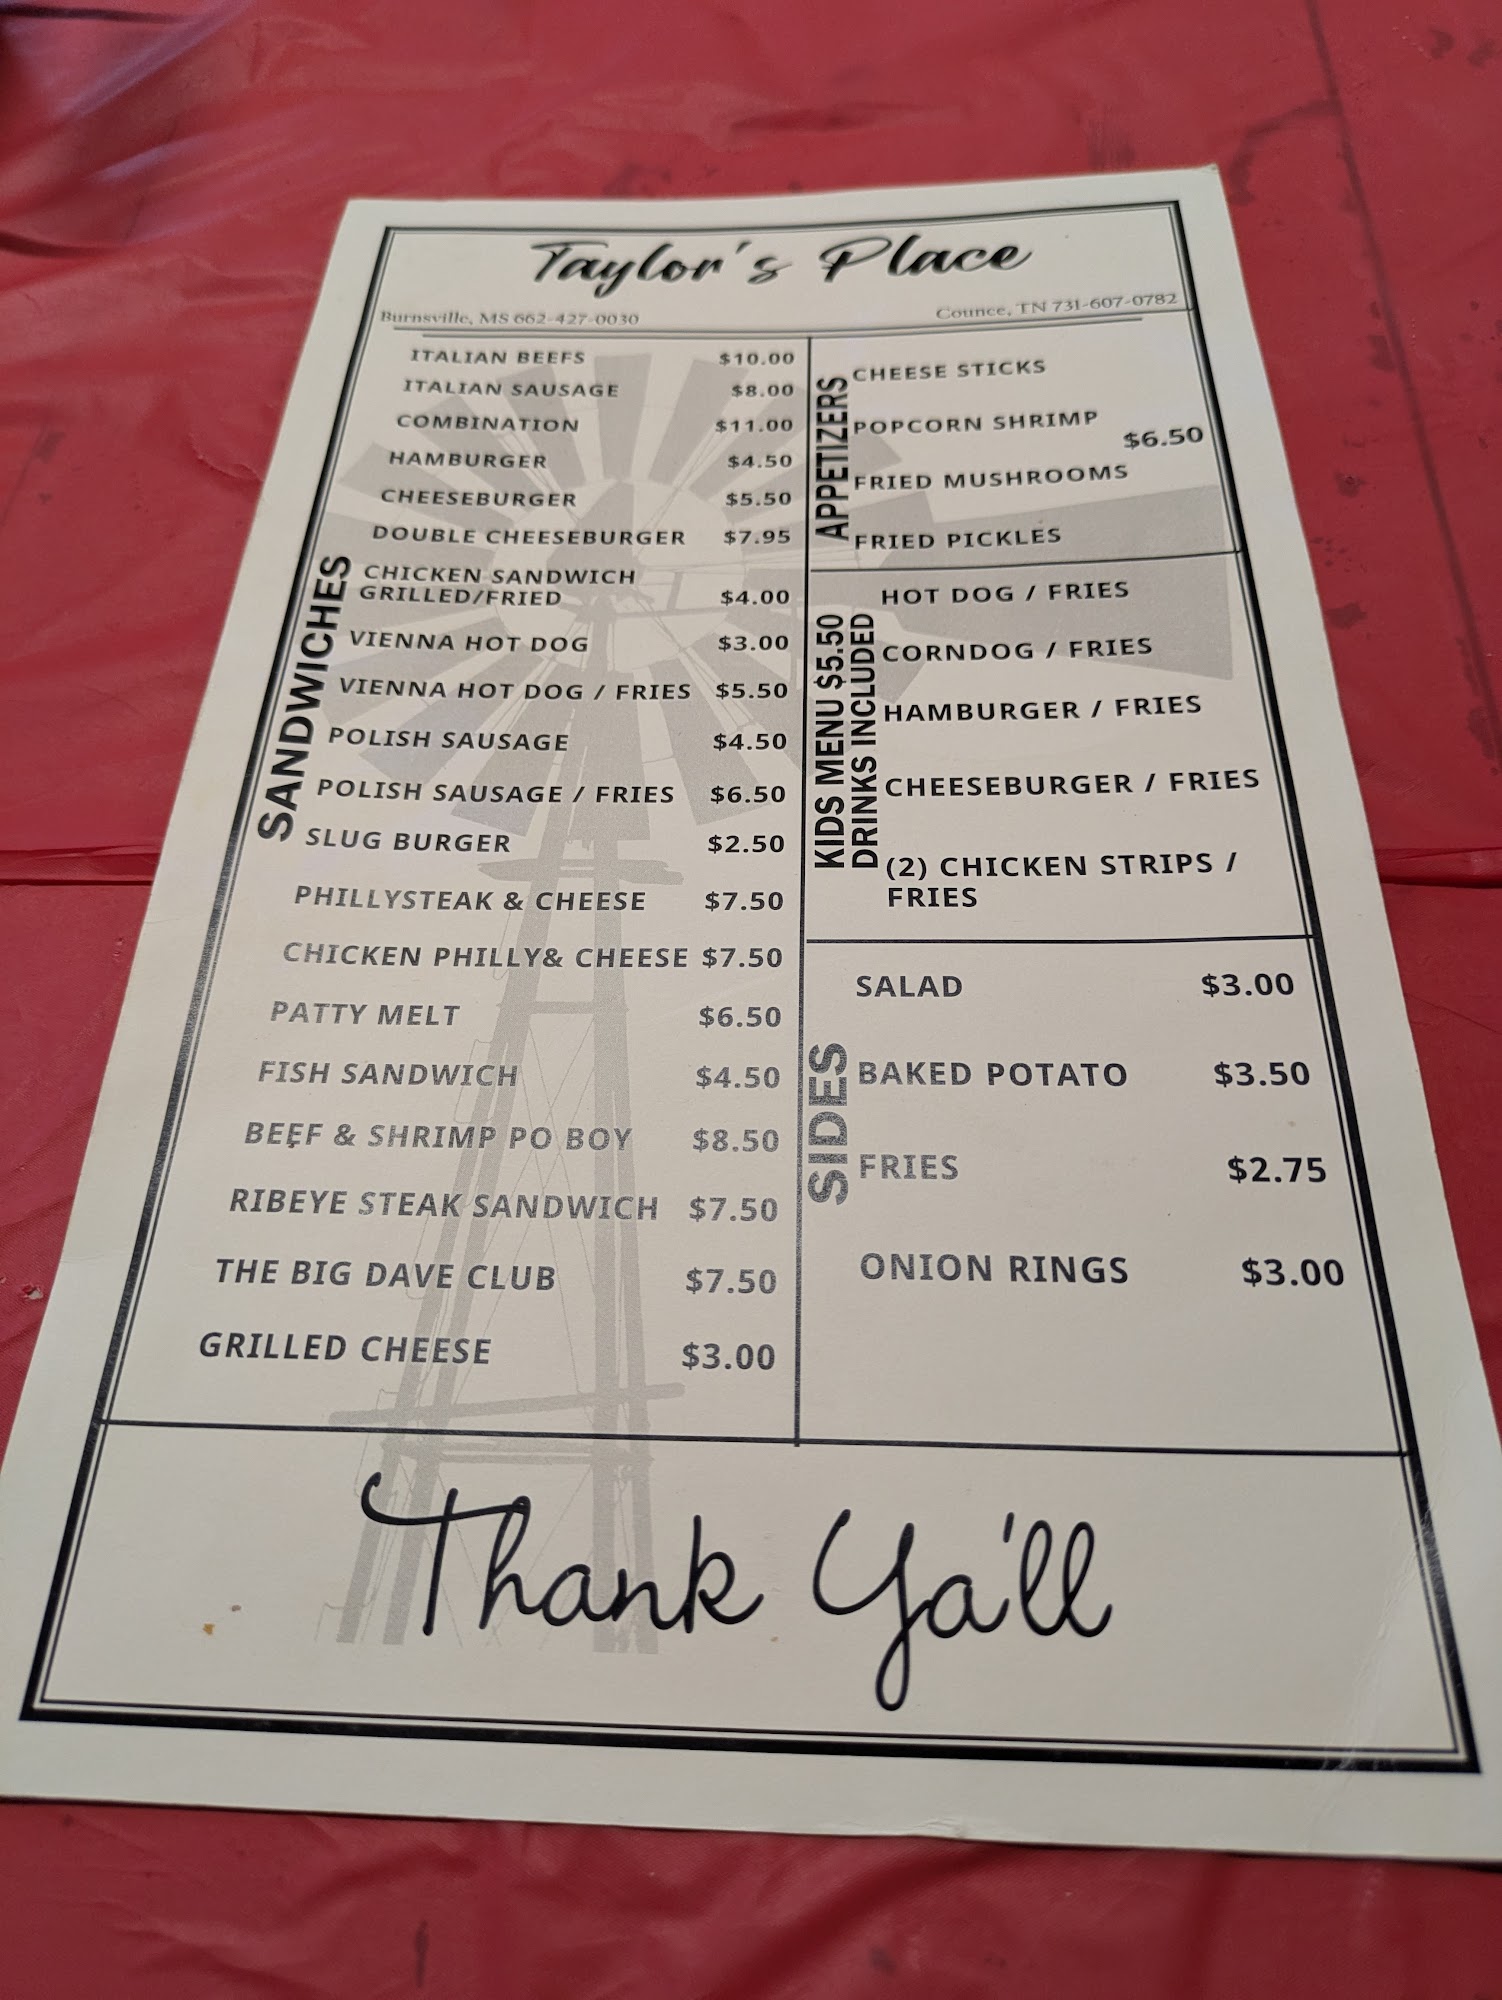 Taylor's Place
Burnsville, MS 662-427-0030
Counce, TN 731-607-0782
SANDWICHES
ITALIAN BEEFS $10.00
ITALIAN SAUSAGE $8.00
COMBINATION $11.00
HAMBURGER $4.50
CHEESEBURGER $5.50
DOUBLE CHEESEBURGER $7.95
CHICKEN SANDWICH
GRILLED/FRIED $4.00
VIENNA HOT DOG $3.00
VIENNA HOT DOG / FRIES $5.50
POLISH SAUSAGE $4.50
POLISH SAUSAGE / FRIES $6.50
SLUG BURGER $2.50
PHILLYSTEAK & CHEESE $7.50
CHICKEN PHILLY& CHEESE $7.50
PATTY MELT $6.50
FISH SANDWICH $4.50
BEEF & SHRIMP PO BOY $8.50
RIBEYE STEAK SANDWICH $7.50
THE BIG DAVE CLUB $7.50
GRILLED CHEESE $3.00
APPETIZERS
CHEESE STICKS
POPCORN SHRIMP
$6.50
FRIED MUSHROOMS
FRIED PICKLES
KIDS MENU $5.50
DRINKS INCLUDED
HOT DOG / FRIES
CORNDOG / FRIES
HAMBURGER / FRIES
CHEESEBURGER / FRIES
(2) CHICKEN STRIPS /
FRIES
SIDES
SALAD $3.00
BAKED POTATO $3.50
FRIES $2.75
ONION RINGS $3.00
Thank Ya'll